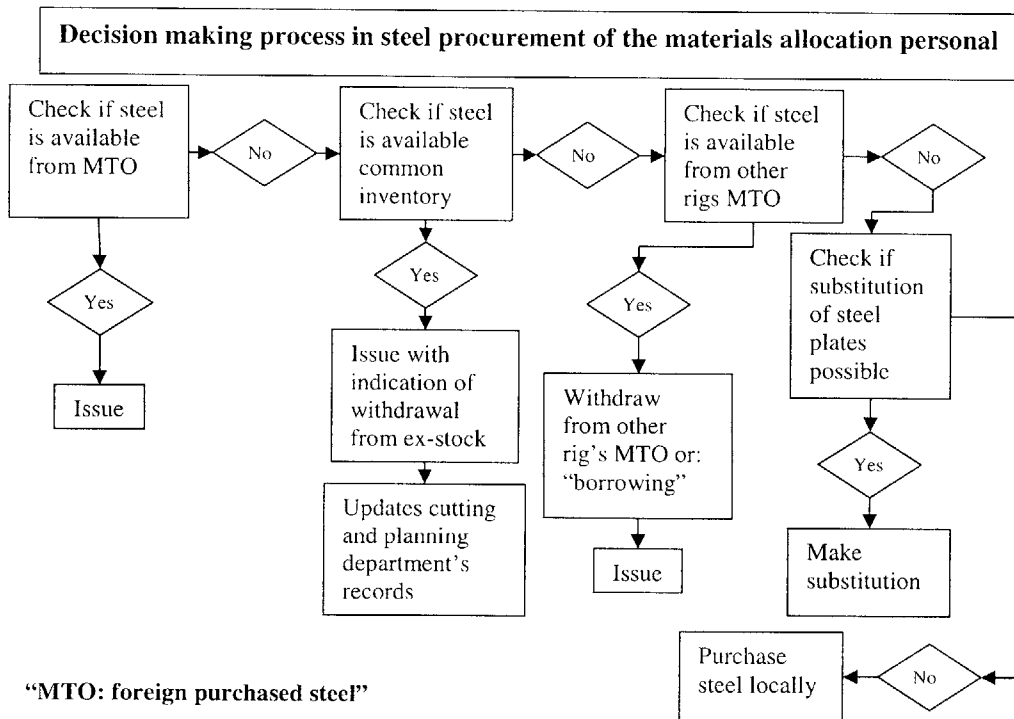 Decision making process in steel procurement of the materials allocation personal
Check if steel
is available
from MTO
No
Check if steel
is available
common
inventory
No
Check if steel
is available
from other
rigs MTO
No
Yes
Issue
Yes
Issue with
indication of
withdrawal
from ex-stock
Updates cutting
and planning
department's
records
Yes
Withdraw
from other
rig's MTO or:
"borrowing"
Issue
Check if
substitution
of steel
plates
possible
Yes
Make
substitution
No
Purchase
steel locally
"MTO: foreign purchased steel"